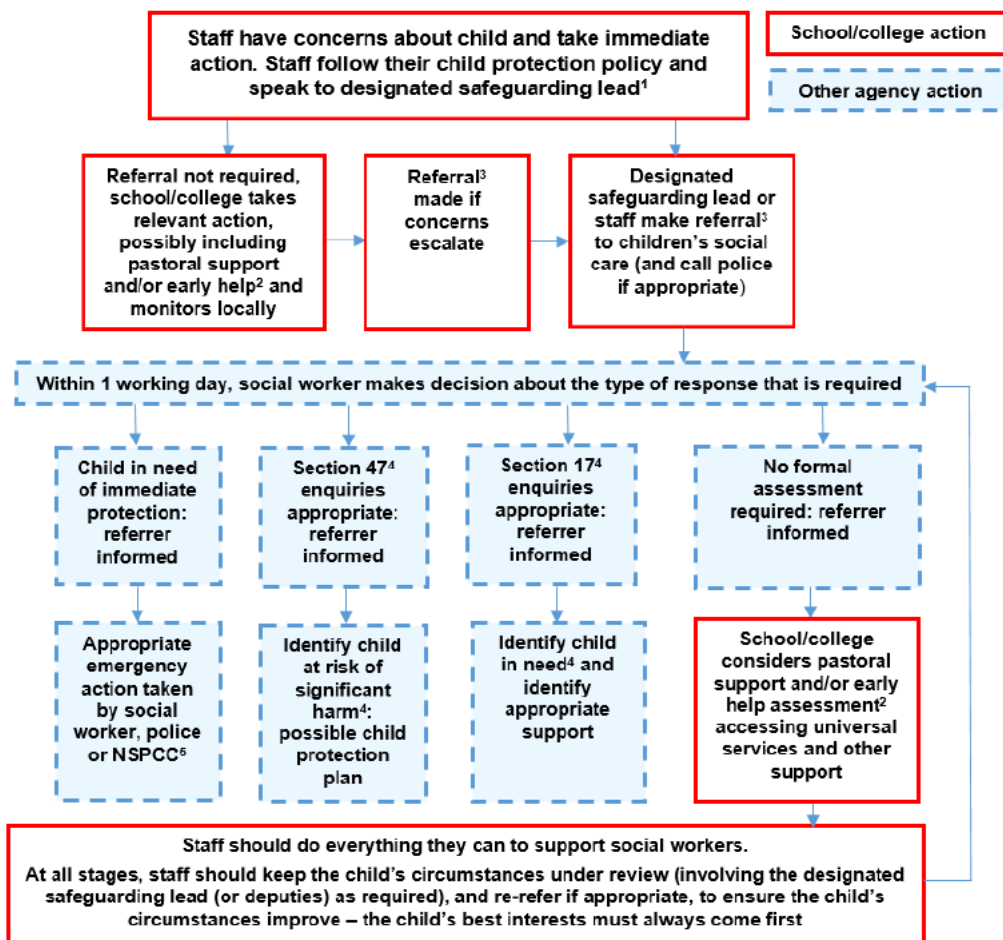 Staff have concerns about child and take immediate
action. Staff follow their child protection policy and
speak to designated safeguarding lead¹
School/college action
Other agency action
Referral not required,
school/college takes
relevant action,
possibly including
pastoral support
and/or early help² and
monitors locally
Referral³
made if
concerns
escalate
Designated
safeguarding lead or
staff make referral³
to children's social
care (and call police
if appropriate)
Within 1 working day, social worker makes decision about the type of response that is required
Child in need
of immediate
protection:
referrer
informed
Section 47⁴
enquiries
appropriate:
referrer
informed
Section 17⁴
enquiries
appropriate:
referrer
informed
No formal
assessment
required: referrer
informed
Appropriate
emergency
action taken
by social
worker, police
or NSPCC⁵
Identify child
at risk of
significant
harm⁴:
possible child
protection
plan
Identify child
in need⁴ and
identify
appropriate
support
School/college
considers pastoral
support and/or early
help assessment²
accessing universal
services and other
support
Staff should do everything they can to support social workers.
At all stages, staff should keep the child's circumstances under review (involving the designated
safeguarding lead (or deputies) as required), and re-refer if appropriate, to ensure the child's
circumstances improve – the child's best interests must always come first